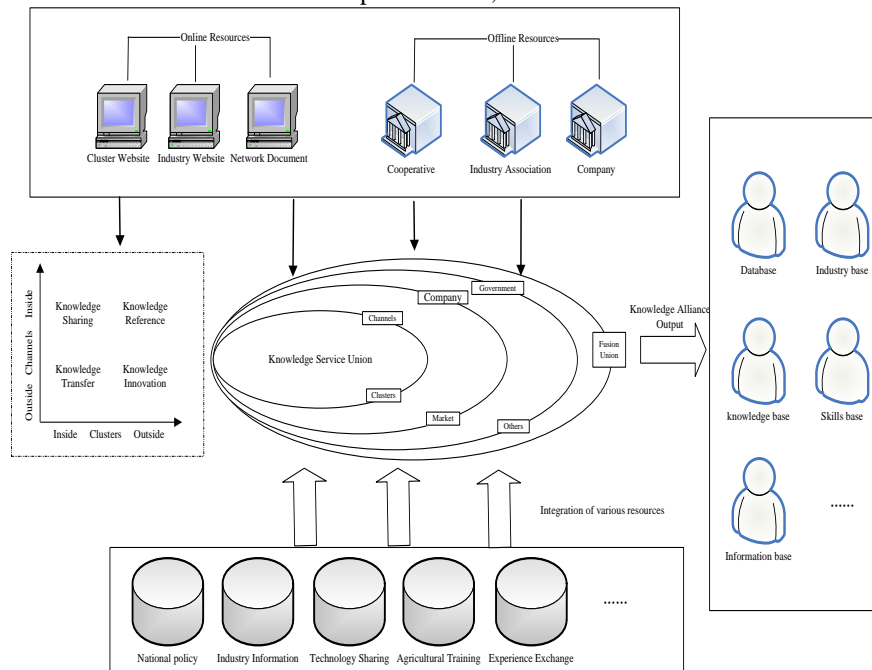 Online Resources
Offline Resources
Cluster Website
Industry Website
Network Document
Cooperative
Industry Association
Company
Database
Industry base
knowledge base
Skills base
Information base
......
Outside Channels Inside
Knowledge
Sharing
Knowledge
Reference
Knowledge
Transfer
Knowledge
Innovation
Inside Clusters Outside
Government
Company
Channels
Knowledge Service Union
Clusters
Market
Others
Fusion
Union
Knowledge Alliance
Output
Integration of various resources
National policy
Industry Information
Technology Sharing
Agricultural Training
Experience Exchange
......